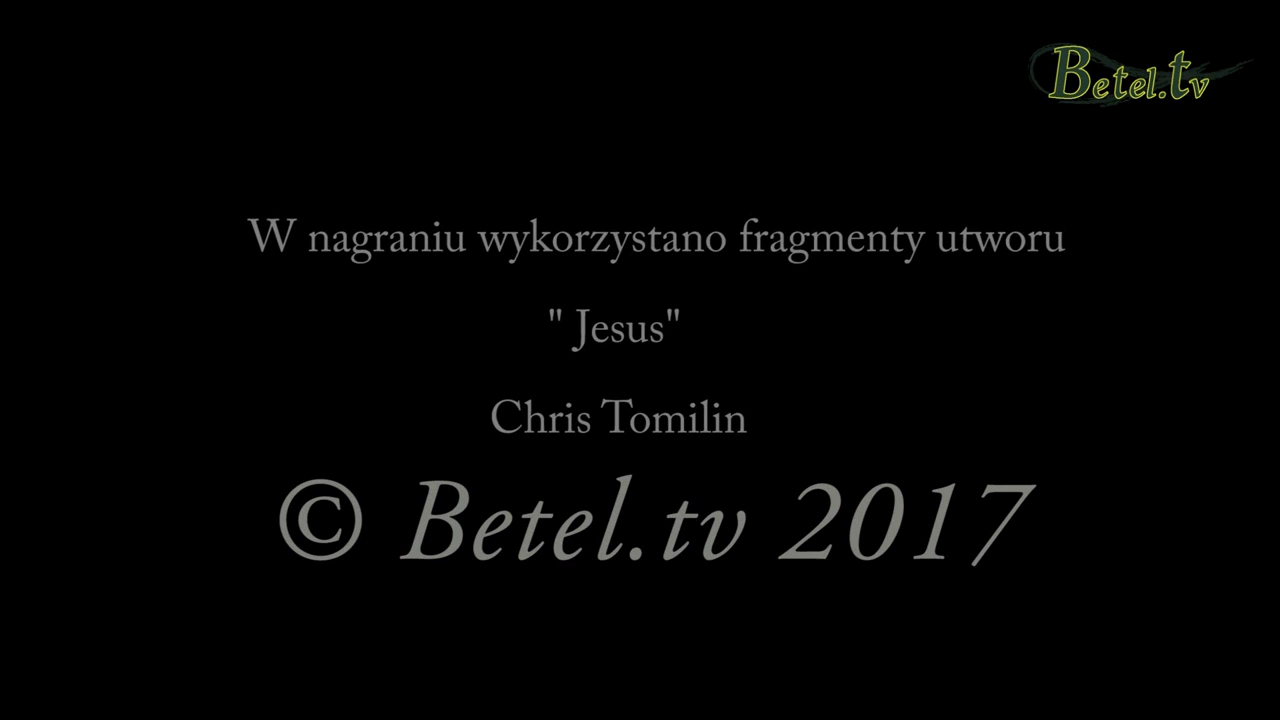 Betel.tv
W nagraniu wykorzystano fragmenty utworu
" Jesus"
Chris Tomilin
© Betel.tv 2017